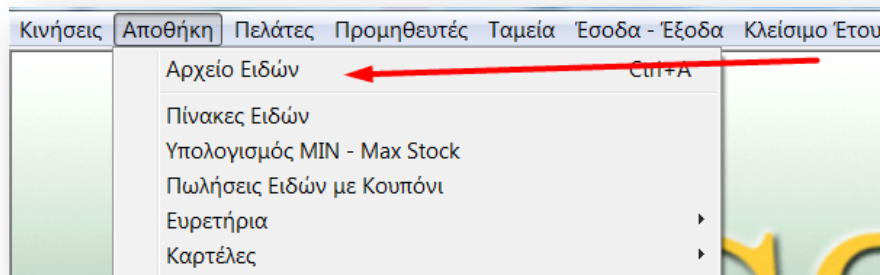 Κινήσεις Αποθήκη Πελάτες Προμηθευτές Ταμεία Έσοδα - Έξοδα Κλείσιμο Έτου
Αρχείο Ειδών Ctrl+A
Πίνακες Ειδών
Υπολογισμός MIN - Max Stock
Πωλήσεις Ειδών με Κουπόνι
Ευρετήρια
Καρτέλες